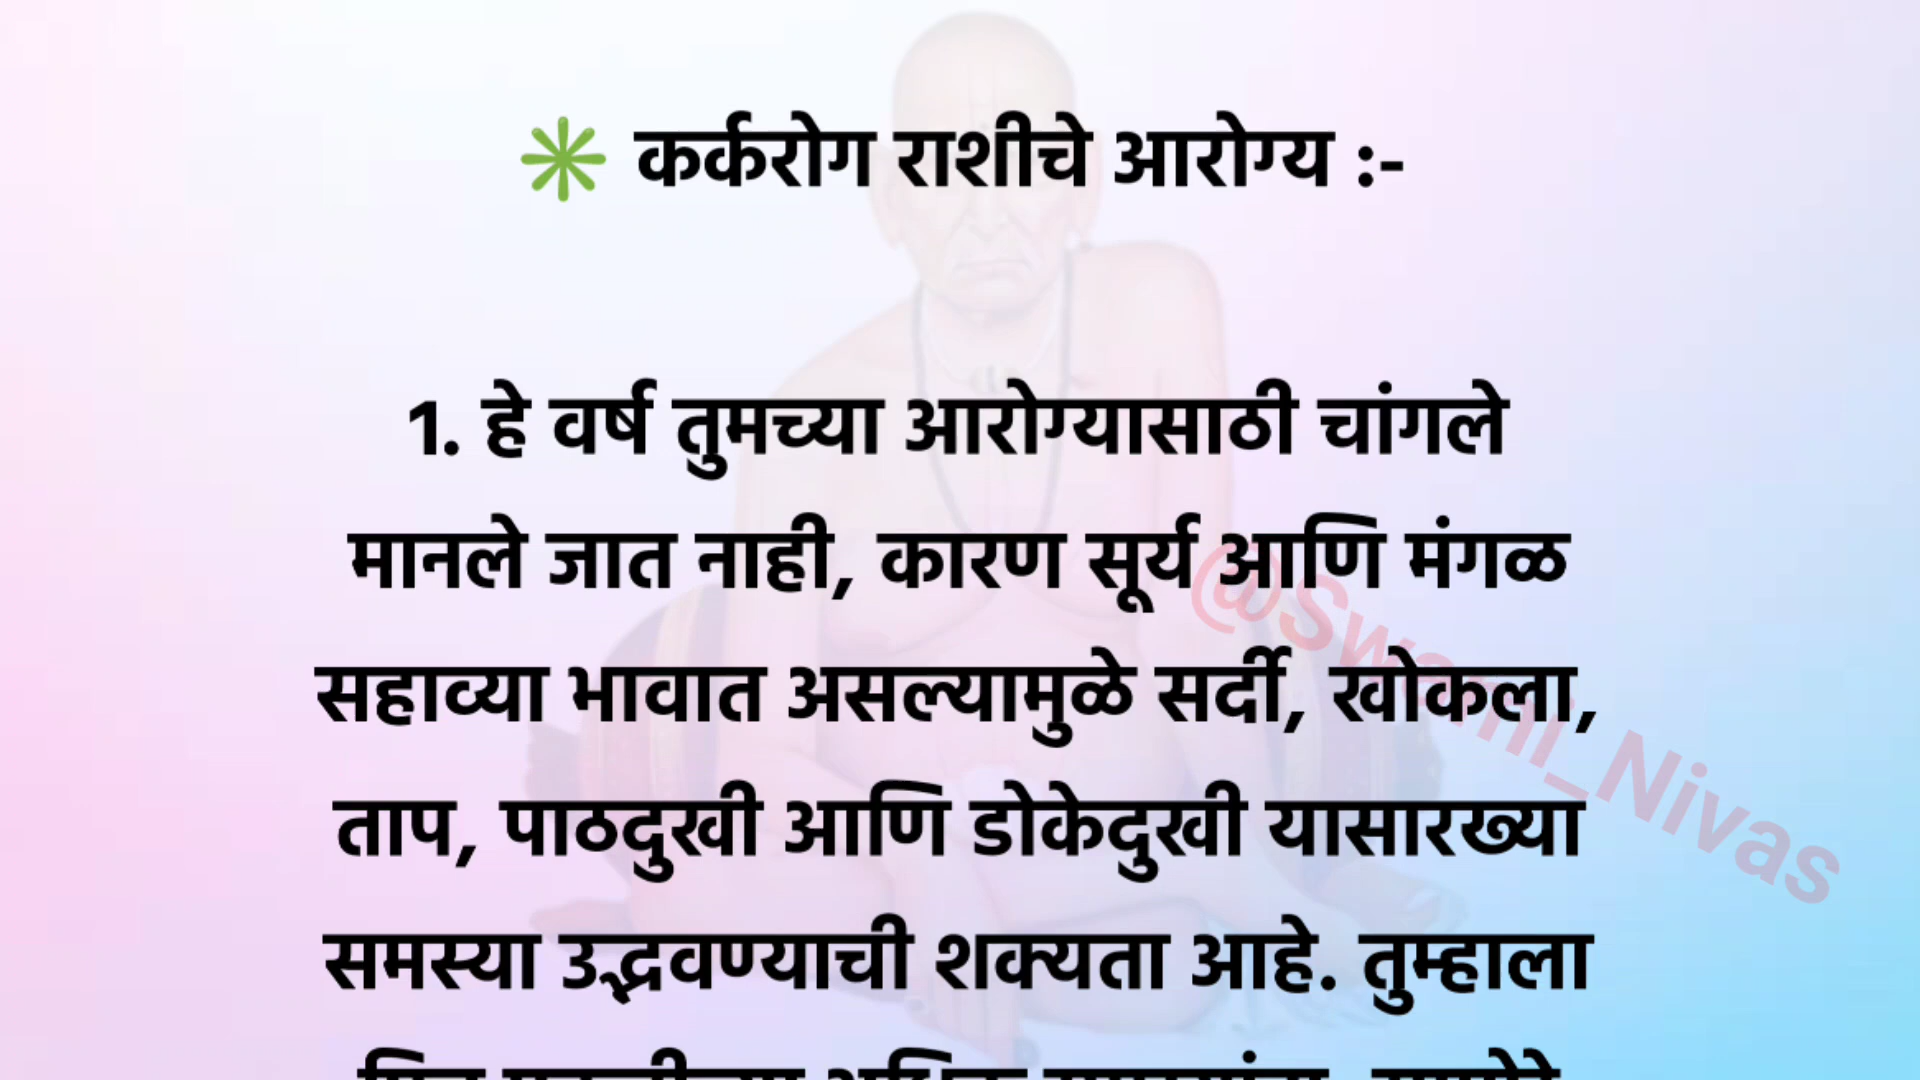 ✳️ कर्करोग राशीचे आरोग्य :-
1. हे वर्ष तुमच्या आरोग्यासाठी चांगले
मानले जात नाही, कारण सूर्य आणि मंगळ
सहाव्या भावात असल्यामुळे सर्दी, खोकला,
ताप, पाठदुखी आणि डोकेदुखी यासारख्या
समस्या उद्भवण्याची शक्यता आहे. तुम्हाला
@Swami_Nivas